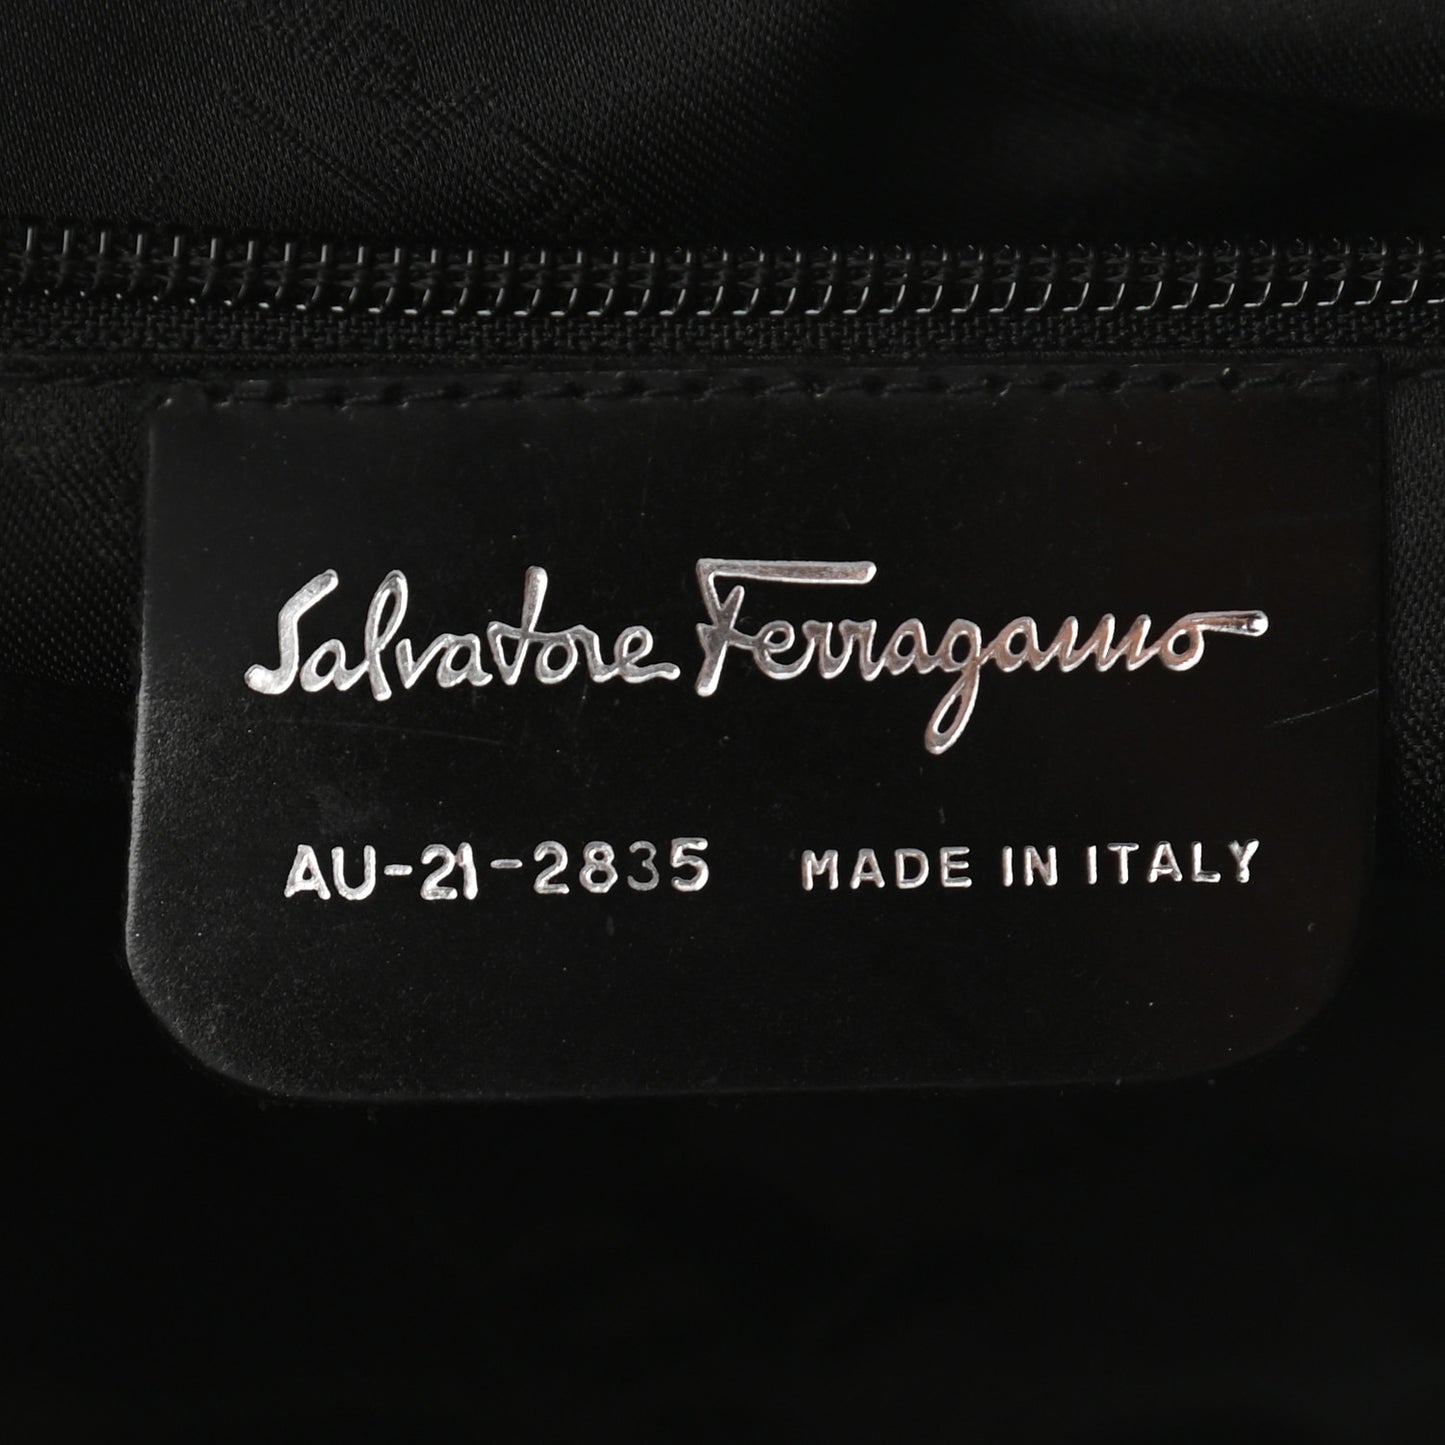 Salvatore Ferragamo
AU-21-2835 MADE IN ITALY